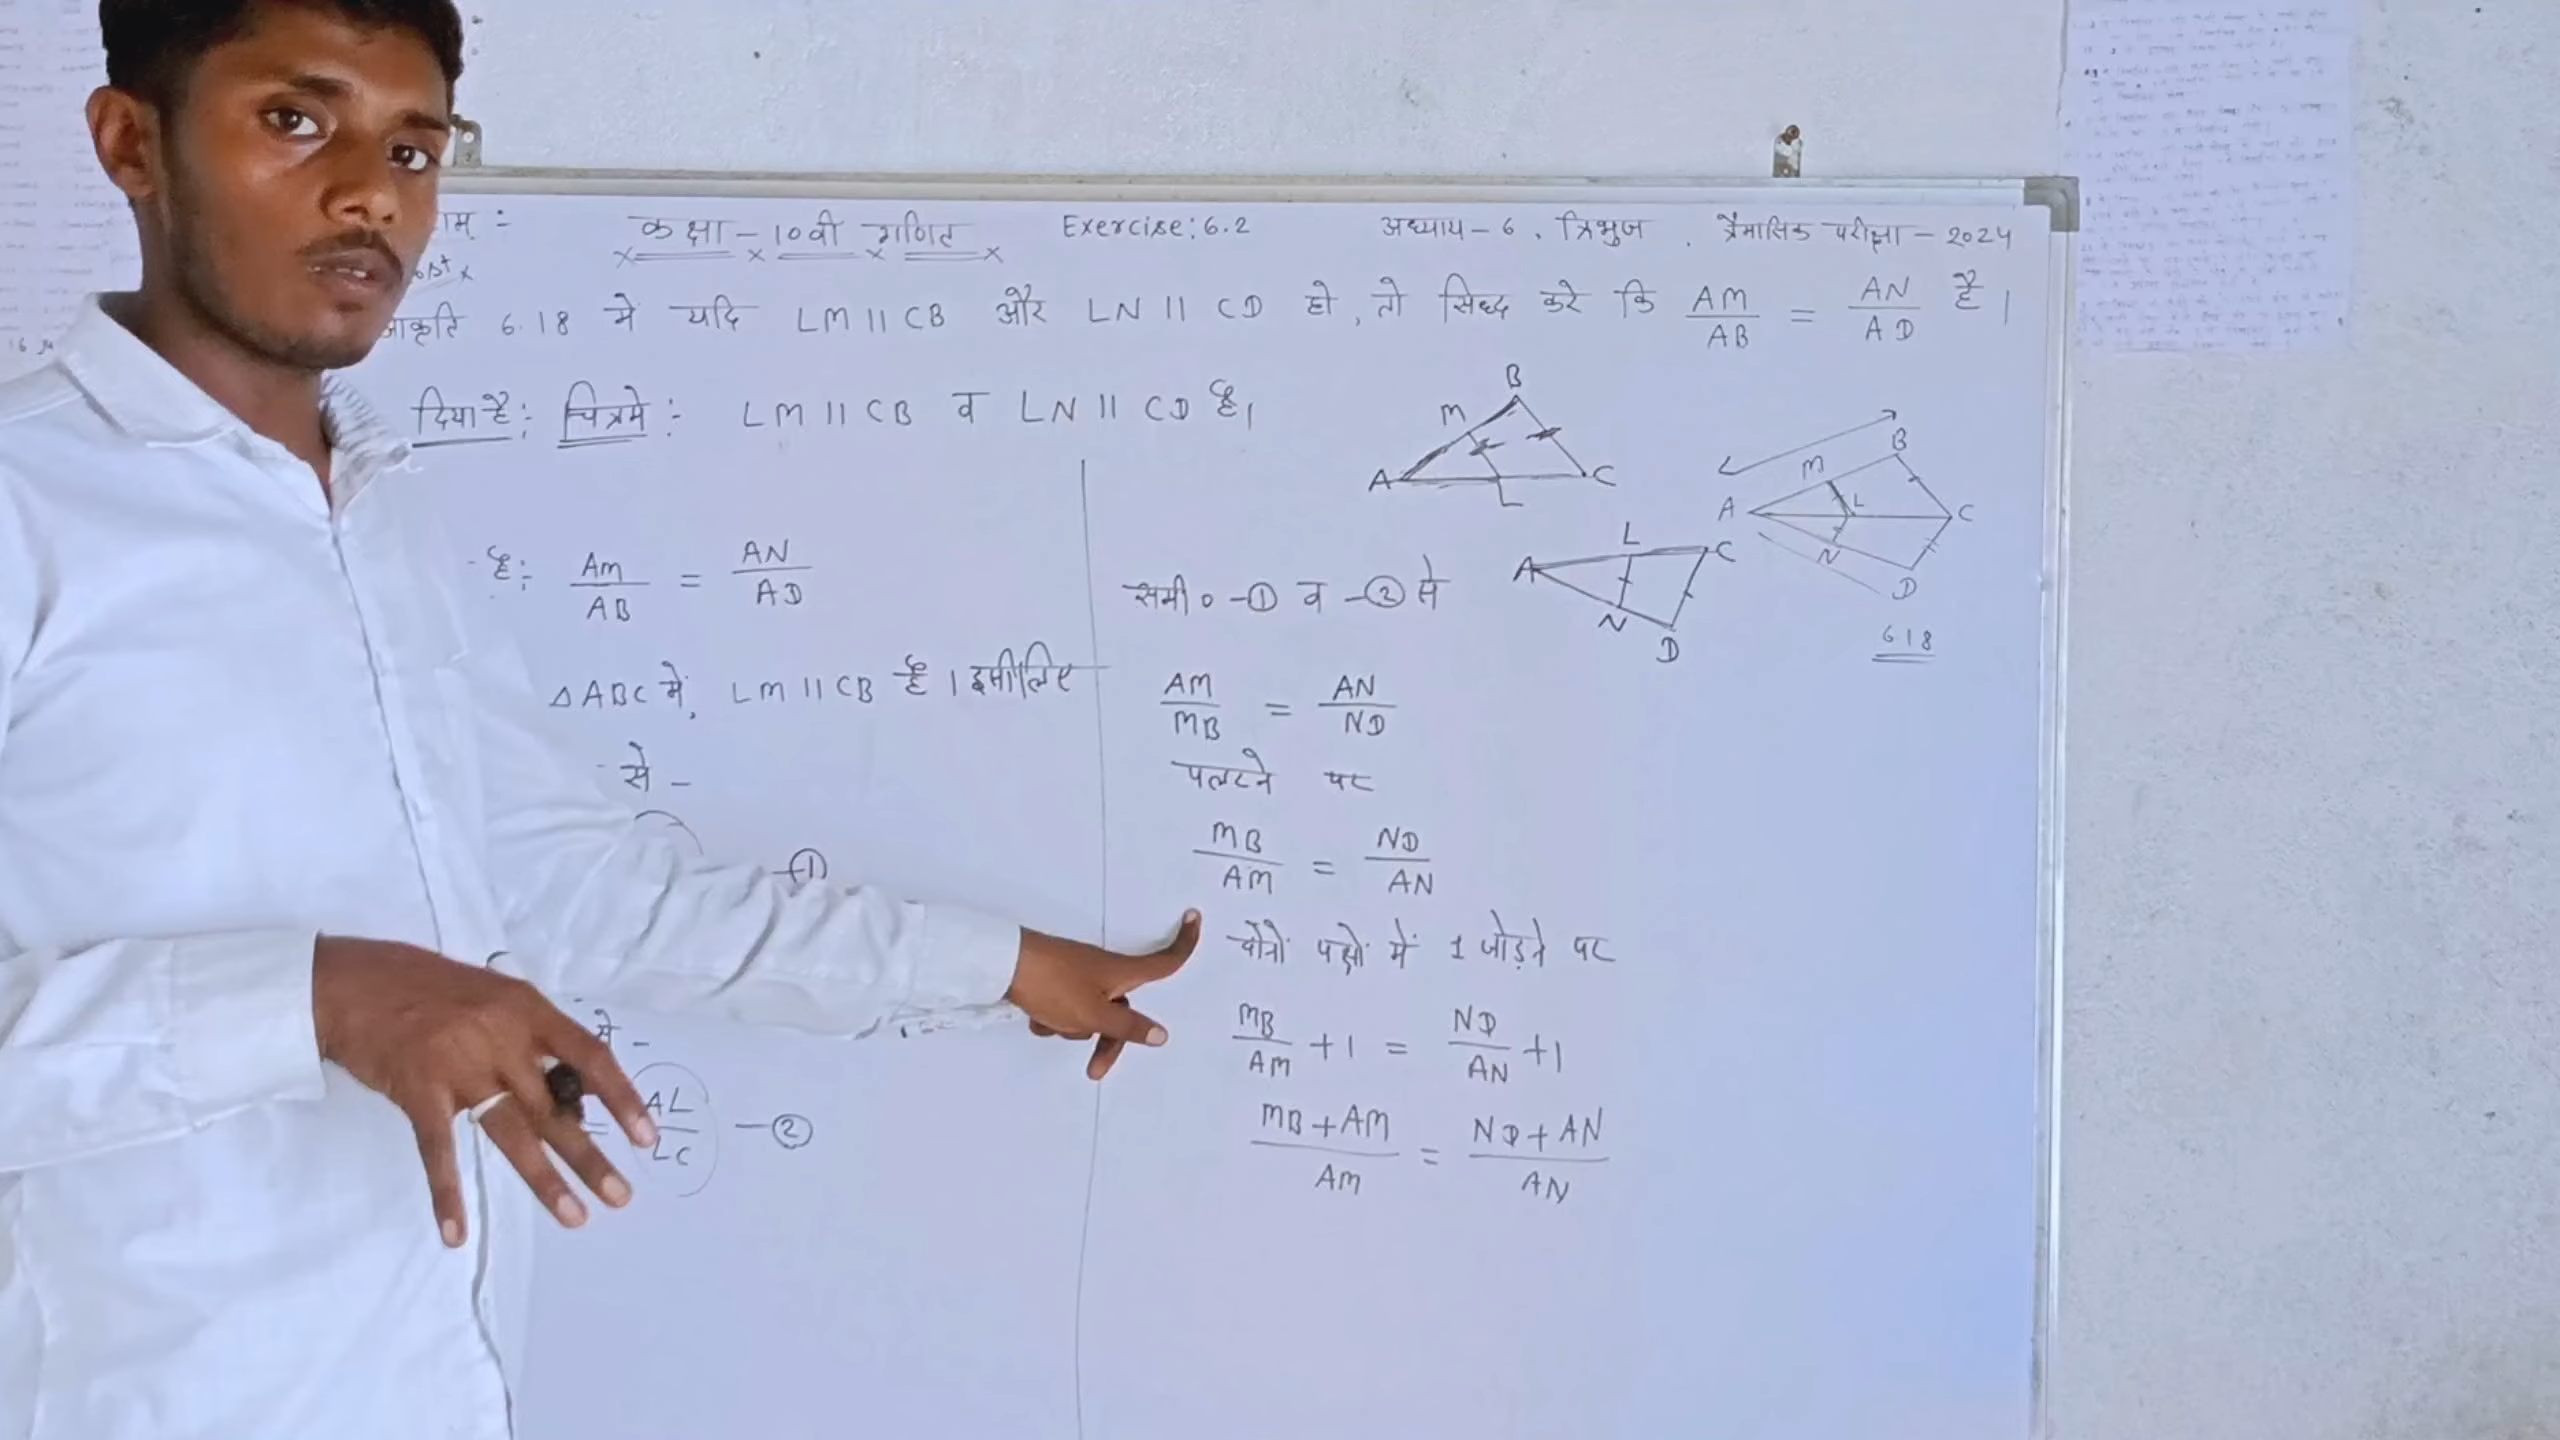 कक्षा - 10वी गणित Exercise: 6.2 अध्याय - 6 . त्रिभुज . त्रैमासिक परीक्षा - 2024
आकृति 6.18 मे यदि LM || CB और LN || CD हो, तो सिध्द करे कि AM/AB = AN/AD है।
दिया है: चित्रमे :- LM || CB व LN || CD है।
है:- AM/AB = AN/AD
△ABC में, LM || CB है । इसीलिए
से -
-①
मे -
= AL/LC -②
समी० -① व -② से
AM/MB = AN/ND
पलटने पर
MB/AM = ND/AN
दोनों पक्षों में 1 जोड़ने पर
MB/AM + 1 = ND/AN + 1
MB + AM/AM = ND + AN/AN
B
M
A L C
L C
A
N D
B
M
A L C
N
D
6.18